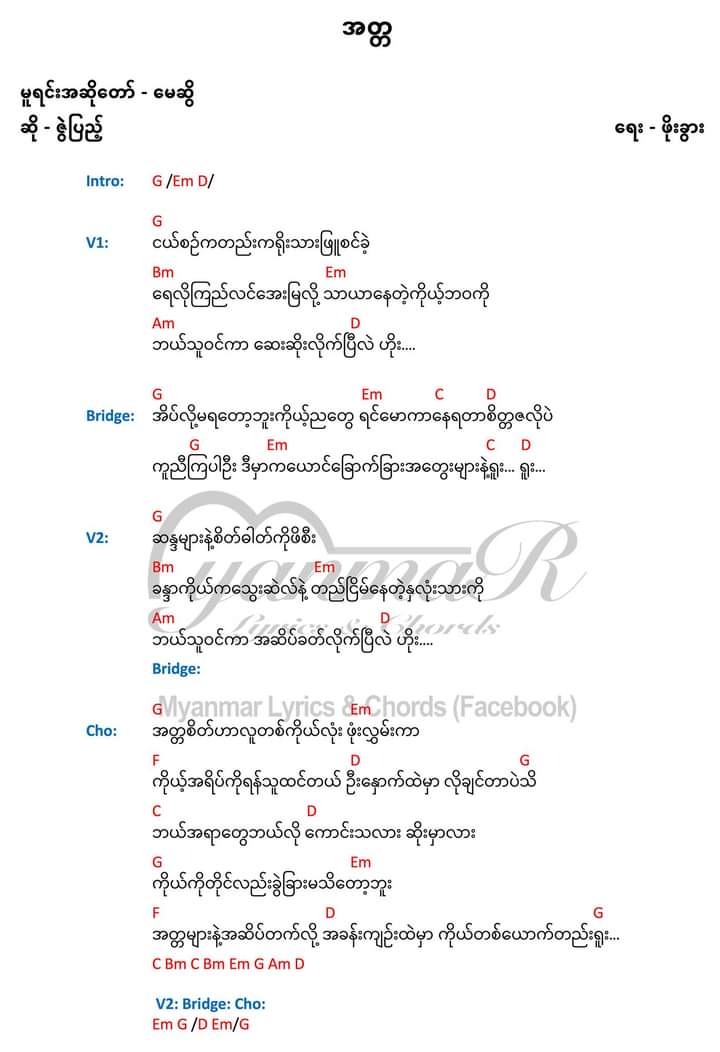 အတ္တ
မူရင်းအဆိုတော် - မေဆွိ
ဆို - ဇွဲပြည့် ရေး - ဖိုးခွား
Intro: G /Em D/
G
V1: ငယ်စဉ်ကတည်းကရိုးသားဖြူစင်ခဲ့
Bm Em
ရေလိုကြည်လင်အေးမြလို့ သာယာနေတဲ့ကိုယ့်ဘဝကို
Am D
ဘယ်သူဝင်ကာ ဆေးဆိုးလိုက်ပြီလဲ ဟိုး....
G Em C D
Bridge: အိပ်လို့မရတော့ဘူးကိုယ့်ညတွေ ရင်မောကာနေရတာစိတ္တဇလိုပဲ
G Em C D
ကူညီကြပါဦး ဒီမှာကယောင်ခြောက်ခြားအတွေးများနဲ့ရူး... ရူး...
G
V2: ဆန္ဒများနဲ့စိတ်ဓါတ်ကိုဖိစီး
Bm Em
ခန္ဓာကိုယ်ကသွေးဆဲလ်နဲ့ တည်ငြိမ်နေတဲ့နှလုံးသားကို
Am D
ဘယ်သူဝင်ကာ အဆိပ်ခတ်လိုက်ပြီလဲ ဟိုး....
Bridge:
MyanmaR
Lyrics & Chords
Myanmar Lyrics & Chords (Facebook)
G Em
Cho: အတ္တစိတ်ဟာလူတစ်ကိုယ်လုံး ဖုံးလွှမ်းကာ
F D G
ကိုယ့်အရိပ်ကိုရန်သူထင်တယ် ဦးနှောက်ထဲမှာ လိုချင်တာပဲသိ
C D
ဘယ်အရာတွေဘယ်လို ကောင်းသလား ဆိုးမှာလား
G Em
ကိုယ်ကိုတိုင်လည်းခွဲခြားမသိတော့ဘူး
F D G
အတ္တများနဲ့အဆိပ်တက်လို့ အခန်းကျဉ်းထဲမှာ ကိုယ်တစ်ယောက်တည်းရူး...
C Bm C Bm Em G Am D
V2: Bridge: Cho:
Em G /D Em/G